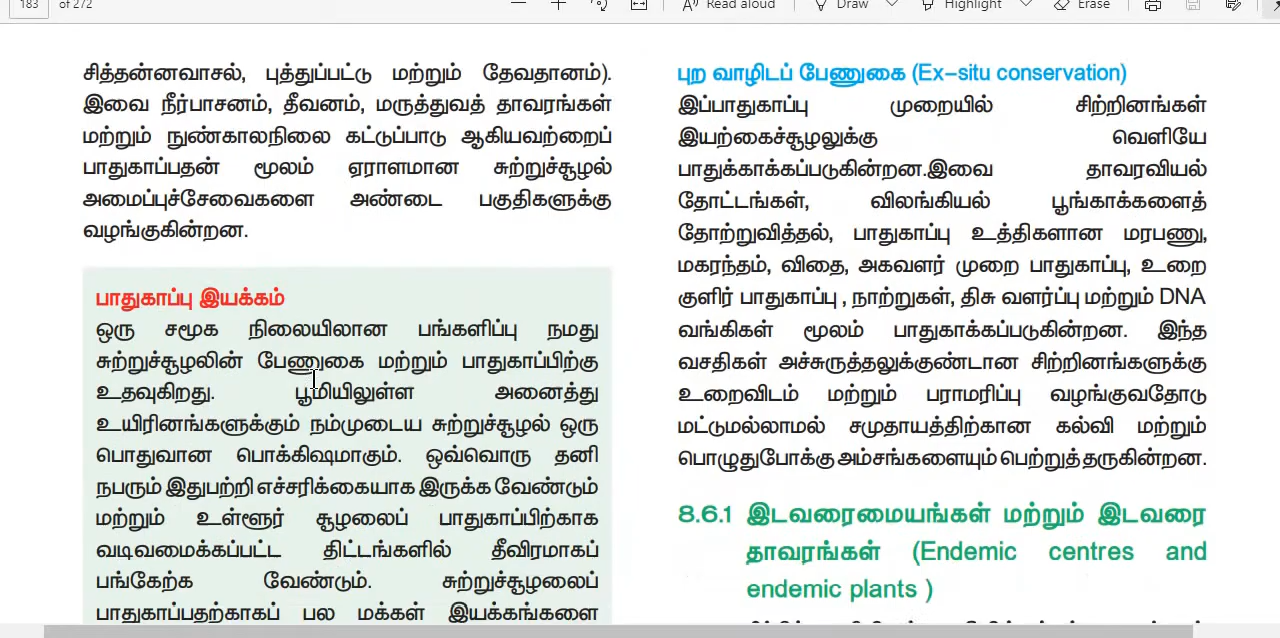 183 of 272
Read aloud
Draw
Highlight
Erase
சித்தன்னவாசல், புத்துப்பட்டு மற்றும் தேவதானம்).
இவை நீர்பாசனம், தீவனம், மருத்துவத் தாவரங்கள்
மற்றும் நுண்காலநிலை கட்டுப்பாடு ஆகியவற்றைப்
பாதுகாப்பதன் மூலம் ஏராளமான சுற்றுச்சூழல்
அமைப்புச்சேவைகளை அண்டை பகுதிகளுக்கு
வழங்குகின்றன.
பாதுகாப்பு இயக்கம்
ஒரு சமூக நிலையிலான பங்களிப்பு நமது
சுற்றுச்சூழலின் பேணுகை மற்றும் பாதுகாப்பிற்கு
உதவுகிறது. பூமியிலுள்ள அனைத்து
உயிரினங்களுக்கும் நம்முடைய சுற்றுச்சூழல் ஒரு
பொதுவான பொக்கிஷமாகும். ஒவ்வொரு தனி
நபரும் இதுபற்றி எச்சரிக்கையாக இருக்க வேண்டும்
மற்றும் உள்ளூர் சூழலைப் பாதுகாப்பிற்காக
வடிவமைக்கப்பட்ட திட்டங்களில் தீவிரமாகப்
பங்கேற்க வேண்டும். சுற்றுச்சூழலைப்
பாதுகாப்பதற்காகப் பல மக்கள் இயக்கங்களை
புற வாழிடப் பேணுகை (Ex-situ conservation)
இப்பாதுகாப்பு முறையில் சிற்றினங்கள்
இயற்கைச்சூழலுக்கு வெளியே
பாதுக்காக்கப்படுகின்றன.இவை தாவரவியல்
தோட்டங்கள், விலங்கியல் பூங்காக்களைத்
தோற்றுவித்தல், பாதுகாப்பு உத்திகளான மரபணு,
மகரந்தம், விதை, அகவளர் முறை பாதுகாப்பு, உறை
குளிர் பாதுகாப்பு , நாற்றுகள், திசு வளர்ப்பு மற்றும் DNA
வங்கிகள் மூலம் பாதுகாக்கப்படுகின்றன. இந்த
வசதிகள் அச்சுருத்தலுக்குண்டான சிற்றினங்களுக்கு
உறைவிடம் மற்றும் பராமரிப்பு வழங்குவதோடு
மட்டுமல்லாமல் சமுதாயத்திற்கான கல்வி மற்றும்
பொழுதுபோக்கு அம்சங்களையும் பெற்றுத்தருகின்றன.
8.6.1 இடவரைமையங்கள் மற்றும் இடவரை
தாவரங்கள் (Endemic centres and
endemic plants )